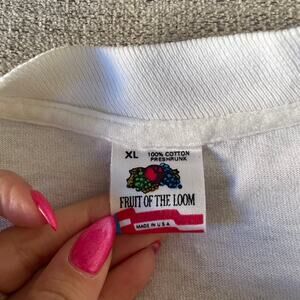 XL 100% COTTON
PRESHRUNK
FRUIT OF THE LOOM
MADE IN U.S.A.